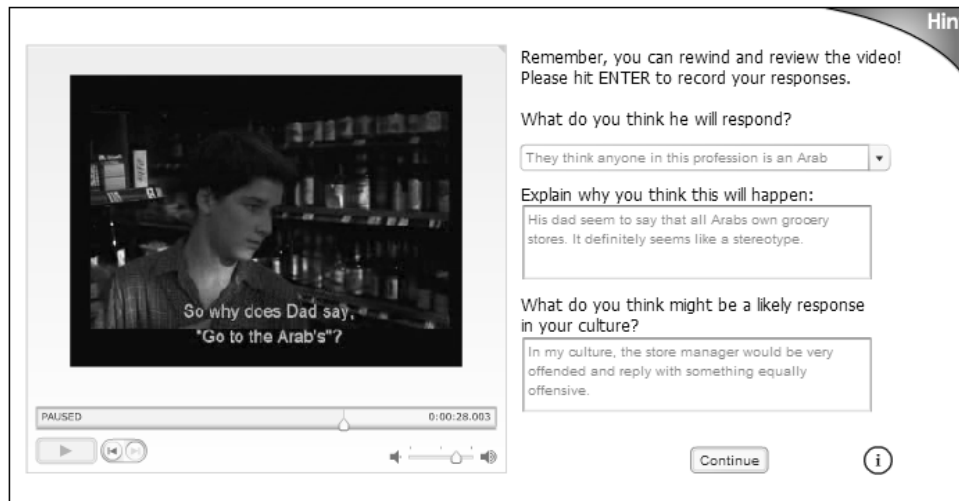 Hin
Remember, you can rewind and review the video!
Please hit ENTER to record your responses.
What do you think he will respond?
They think anyone in this profession is an Arab
Explain why you think this will happen:
His dad seem to say that all Arabs own grocery
stores. It definitely seems like a stereotype.
What do you think might be a likely response
in your culture?
In my culture, the store manager would be very
offended and reply with something equally
offensive.
Continue
i
So why does Dad say,
"Go to the Arab's"?
PAUSED
0:00:28.003